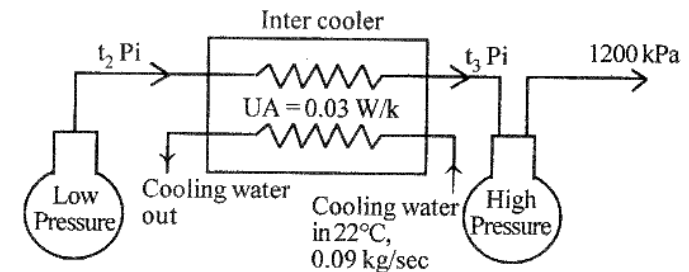 Inter cooler
t₂ Pi
t₃ Pi
1200 kPa
UA = 0.03 W/k
Low
Pressure
Cooling water
out
Cooling water
in 22°C,
0.09 kg/sec
High
Pressure